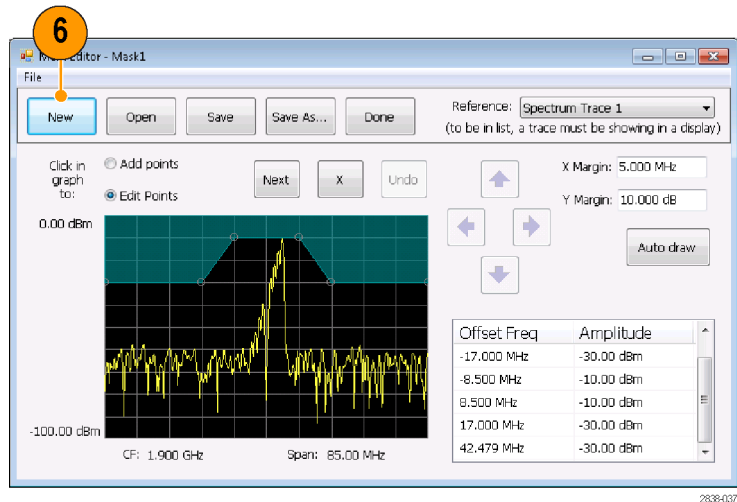 6
Editor - Mask1
File
New Open Save Save As... Done
Reference: Spectrum Trace 1
(to be in list, a trace must be showing in a display)
Click in graph to:
Add points
Edit Points
Next X Undo
X Margin: 5.000 MHz
Y Margin: 10.000 dB
Auto draw
0.00 dBm
-100.00 dBm
CF: 1.900 GHz Span: 85.00 MHz
Offset Freq Amplitude
-17.000 MHz -30.00 dBm
-8.500 MHz -10.00 dBm
8.500 MHz -10.00 dBm
17.000 MHz -30.00 dBm
42.479 MHz -30.00 dBm
2838-037